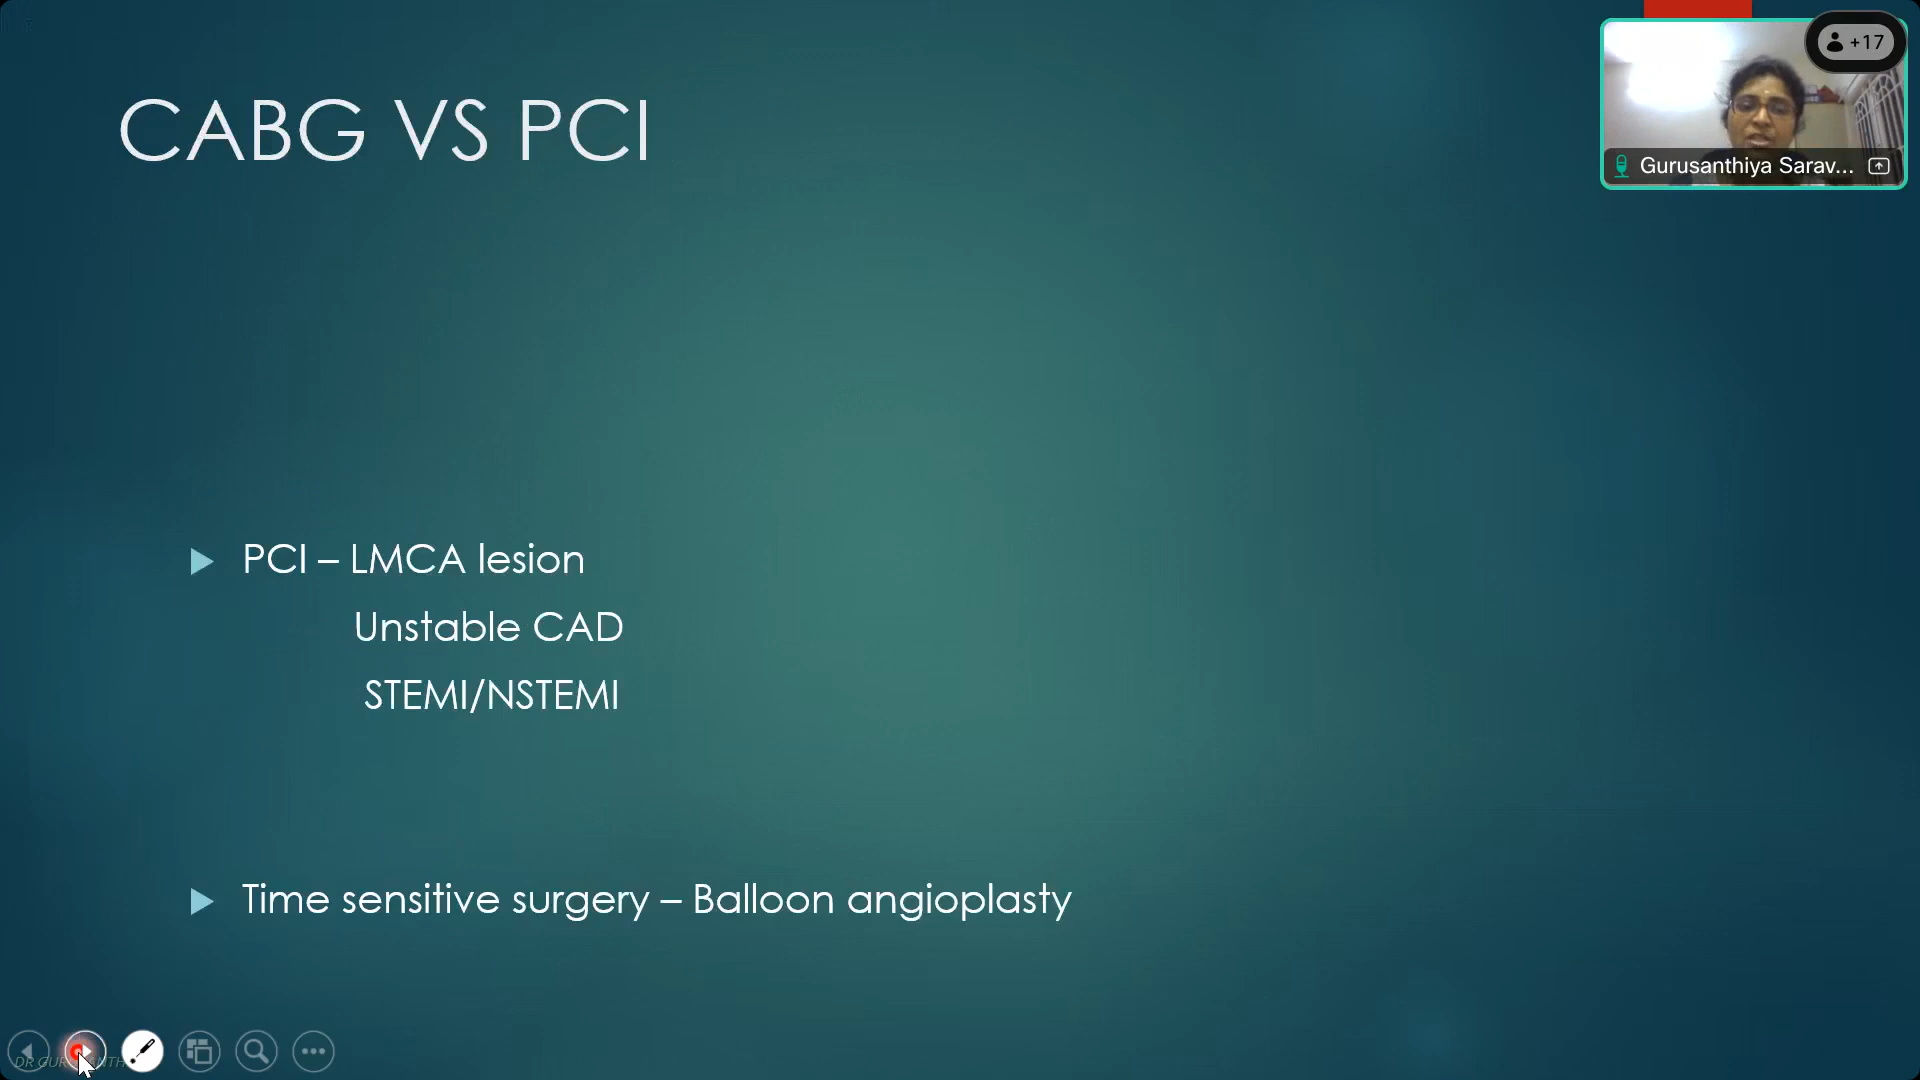 CABG VS PCI
+17
Gurusanthiya Sarav...
PCI – LMCA lesion
Unstable CAD
STEMI/NSTEMI
Time sensitive surgery – Balloon angioplasty